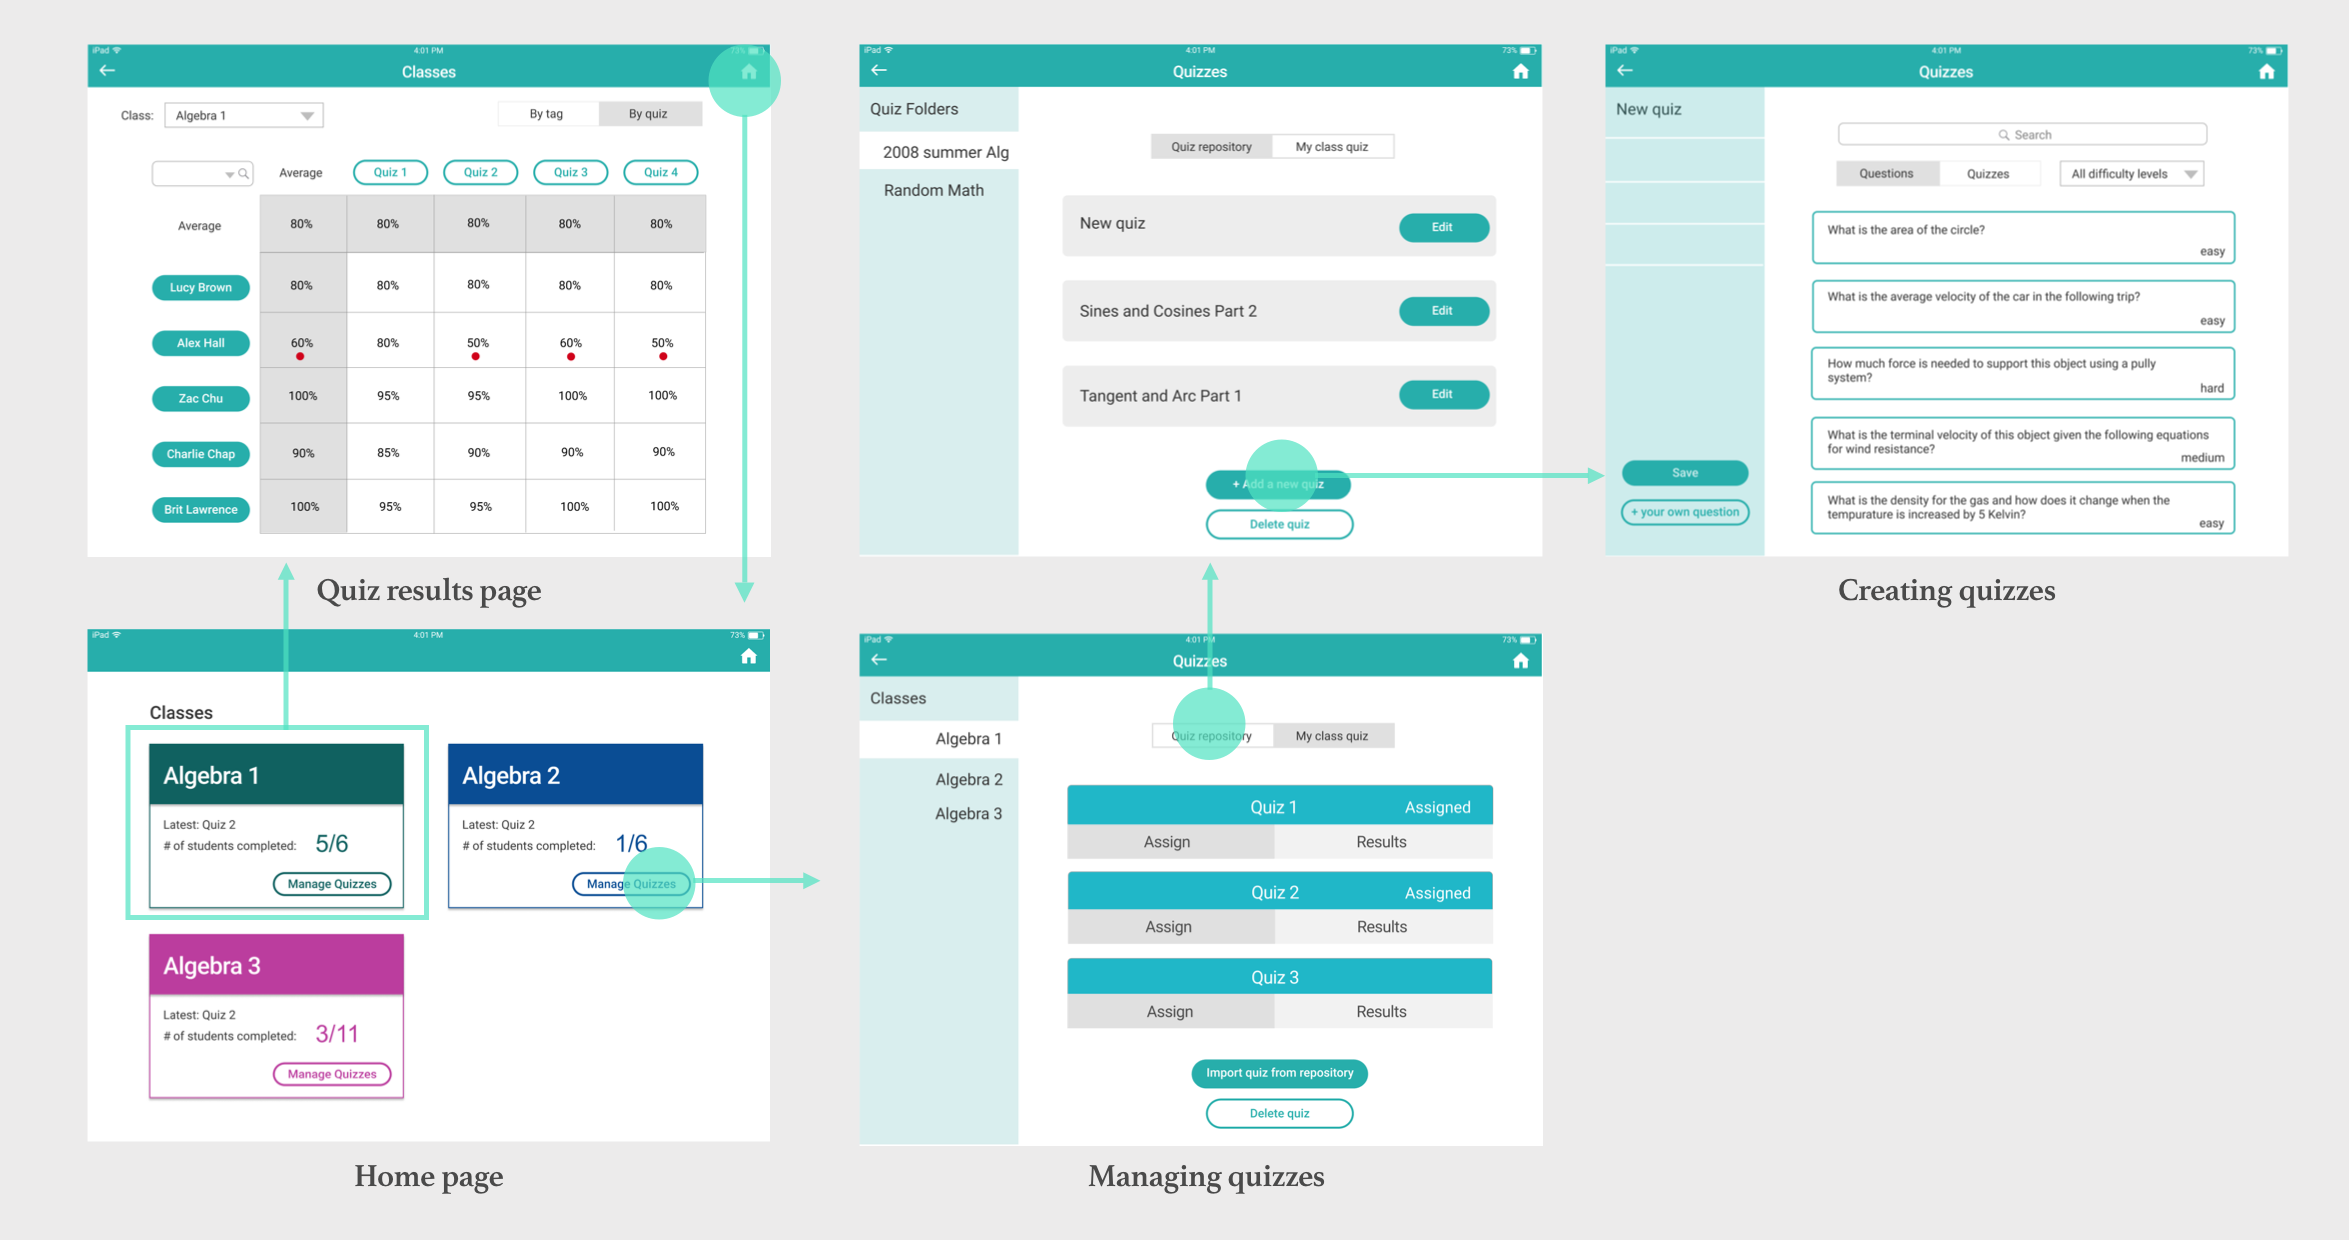 iPad
4:01 PM
73%
Classes
Class:
Algebra 1
By tag
By quiz
Average
Quiz 1
Quiz 2
Quiz 3
Quiz 4
Average
80%
80%
80%
80%
80%
Lucy Brown
80%
80%
80%
80%
80%
Alex Hall
60%
80%
50%
60%
50%
Zac Chu
100%
95%
95%
100%
100%
Charlie Chap
90%
85%
90%
90%
90%
Brit Lawrence
100%
95%
95%
100%
100%
Quiz results page
iPad
4:01 PM
73%
Quizzes
Quiz Folders
2008 summer Alg
Random Math
Quiz repository
My class quiz
New quiz
Edit
Sines and Cosines Part 2
Edit
Tangent and Arc Part 1
Edit
+ Add a new quiz
Delete quiz
iPad
4:01 PM
73%
Quizzes
New quiz
Search
Questions
Quizzes
All difficulty levels
What is the area of the circle?
easy
What is the average velocity of the car in the following trip?
easy
How much force is needed to support this object using a pully
system?
hard
What is the terminal velocity of this object given the following equations
for wind resistance?
medium
What is the density for the gas and how does it change when the
tempurature is increased by 5 Kelvin?
easy
Save
+ your own question
Creating quizzes
iPad
4:01 PM
73%
Classes
Algebra 1
Latest: Quiz 2
# of students completed:
5/6
Manage Quizzes
Algebra 2
Latest: Quiz 2
# of students completed:
1/6
Manage Quizzes
Algebra 3
Latest: Quiz 2
# of students completed:
3/11
Manage Quizzes
Home page
iPad
4:01 PM
73%
Quizzes
Classes
Algebra 1
Algebra 2
Algebra 3
Quiz repository
My class quiz
Quiz 1
Assigned
Assign
Results
Quiz 2
Assigned
Assign
Results
Quiz 3
Assign
Results
Import quiz from repository
Delete quiz
Managing quizzes